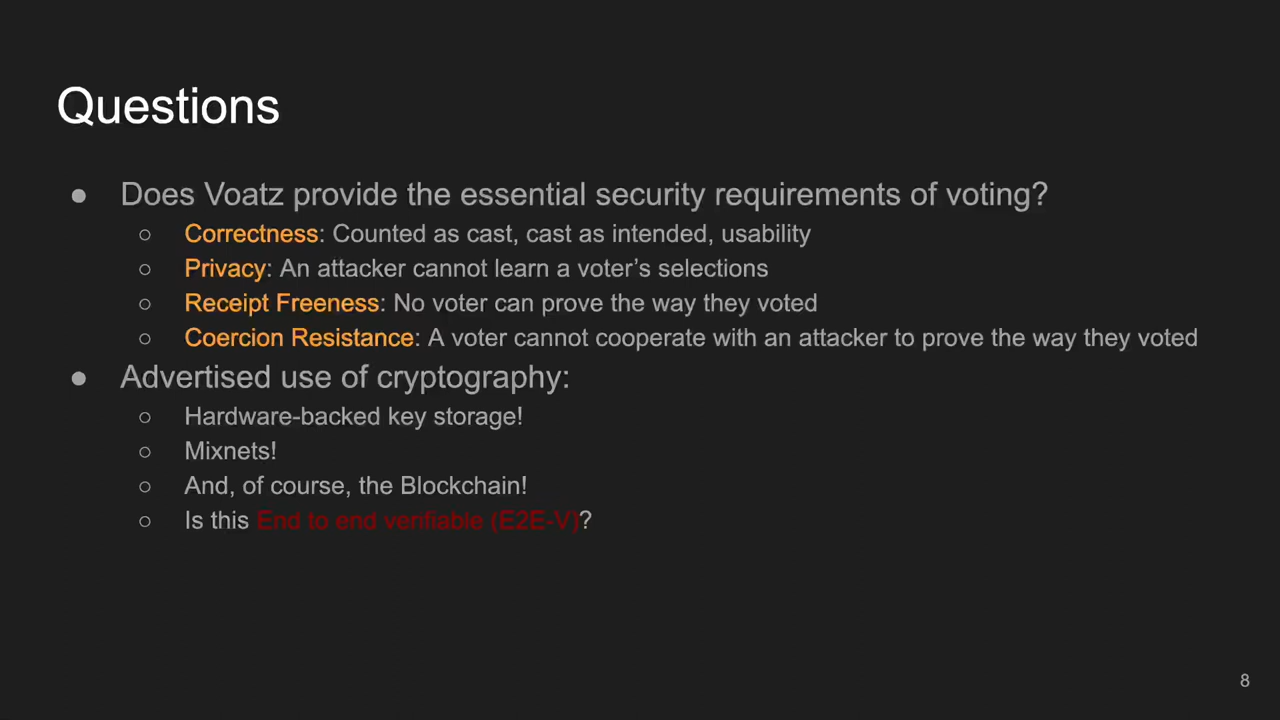 Questions
● Does Voatz provide the essential security requirements of voting?
○ Correctness: Counted as cast, cast as intended, usability
○ Privacy: An attacker cannot learn a voter’s selections
○ Receipt Freeness: No voter can prove the way they voted
○ Coercion Resistance: A voter cannot cooperate with an attacker to prove the way they voted
● Advertised use of cryptography:
○ Hardware-backed key storage!
○ Mixnets!
○ And, of course, the Blockchain!
○ Is this End to end verifiable (E2E-V)?
8